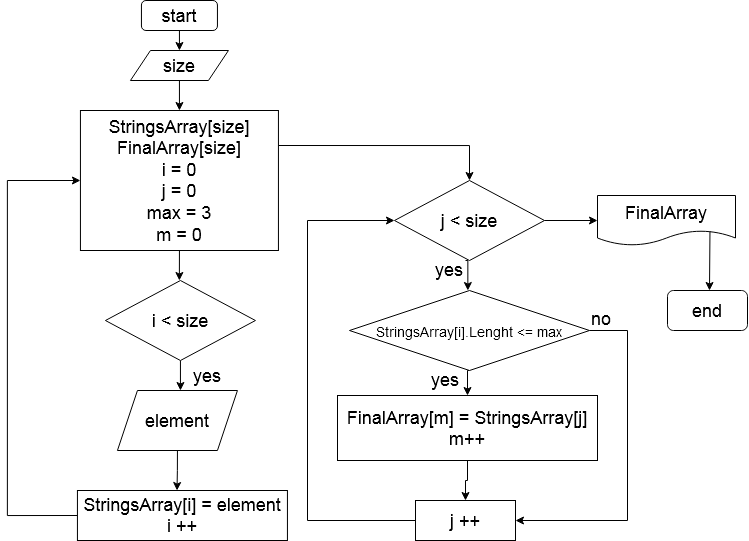 start
size
StringsArray[size]
FinalArray[size]
i = 0
j = 0
max = 3
m = 0
i < size
yes
element
StringsArray[i] = element
i ++
j < size
yes
StringsArray[i].Lenght <= max
no
yes
FinalArray[m] = StringsArray[j]
m++
j ++
FinalArray
end